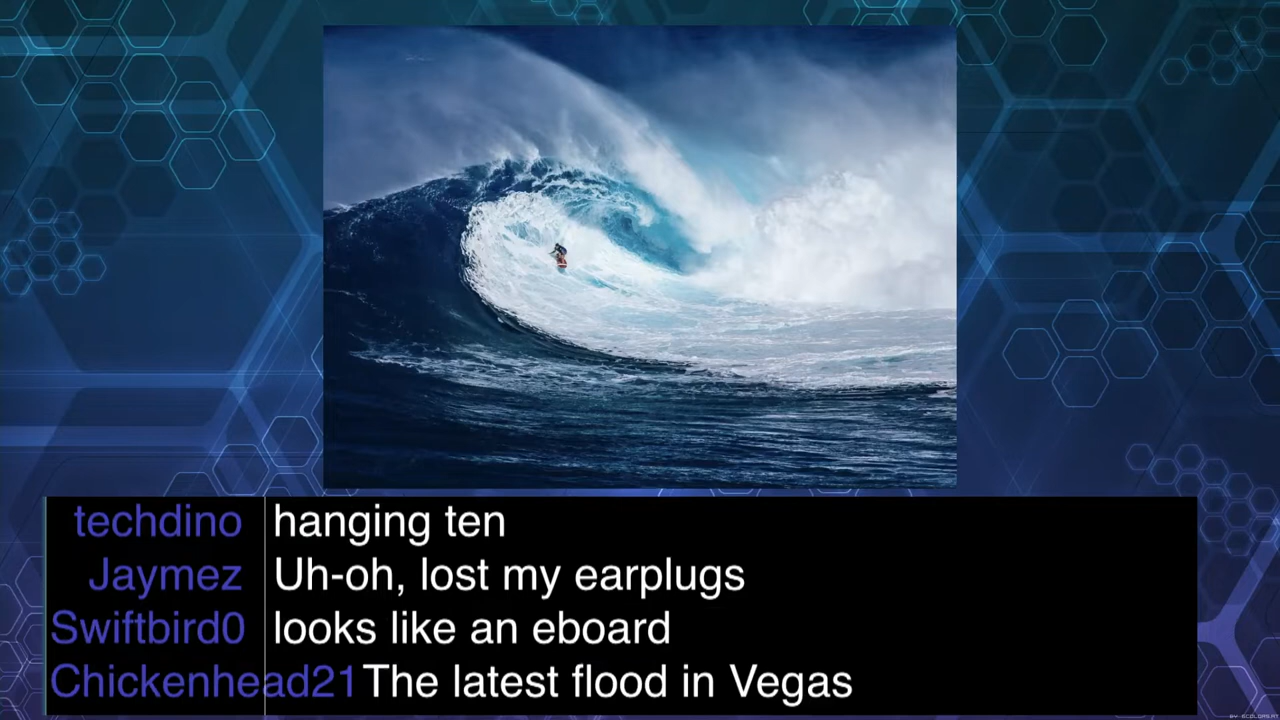 techdino hanging ten
Jaymez Uh-oh, lost my earplugs
Swiftbird0 looks like an eboard
Chickenhead21 The latest flood in Vegas